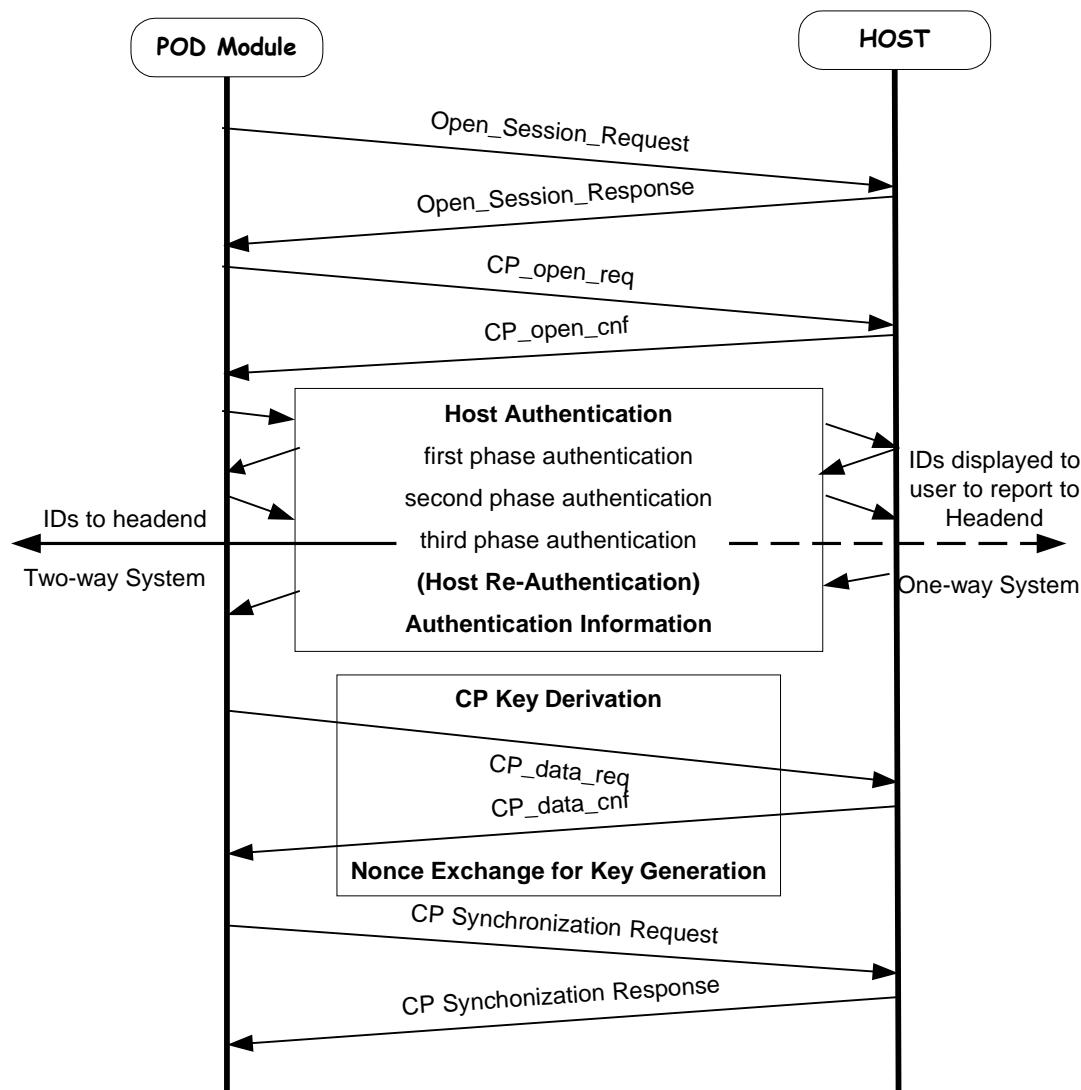 POD Module
HOST
Open_Session_Request
Open_Session_Response
CP_open_req
CP_open_cnf
Host Authentication
first phase authentication
second phase authentication
third phase authentication
(Host Re-Authentication)
Authentication Information
IDs to headend
Two-way System
IDs displayed to
user to report to
Headend
One-way System
CP Key Derivation
CP_data_req
CP_data_cnf
Nonce Exchange for Key Generation
CP Synchronization Request
CP Synchonization Response